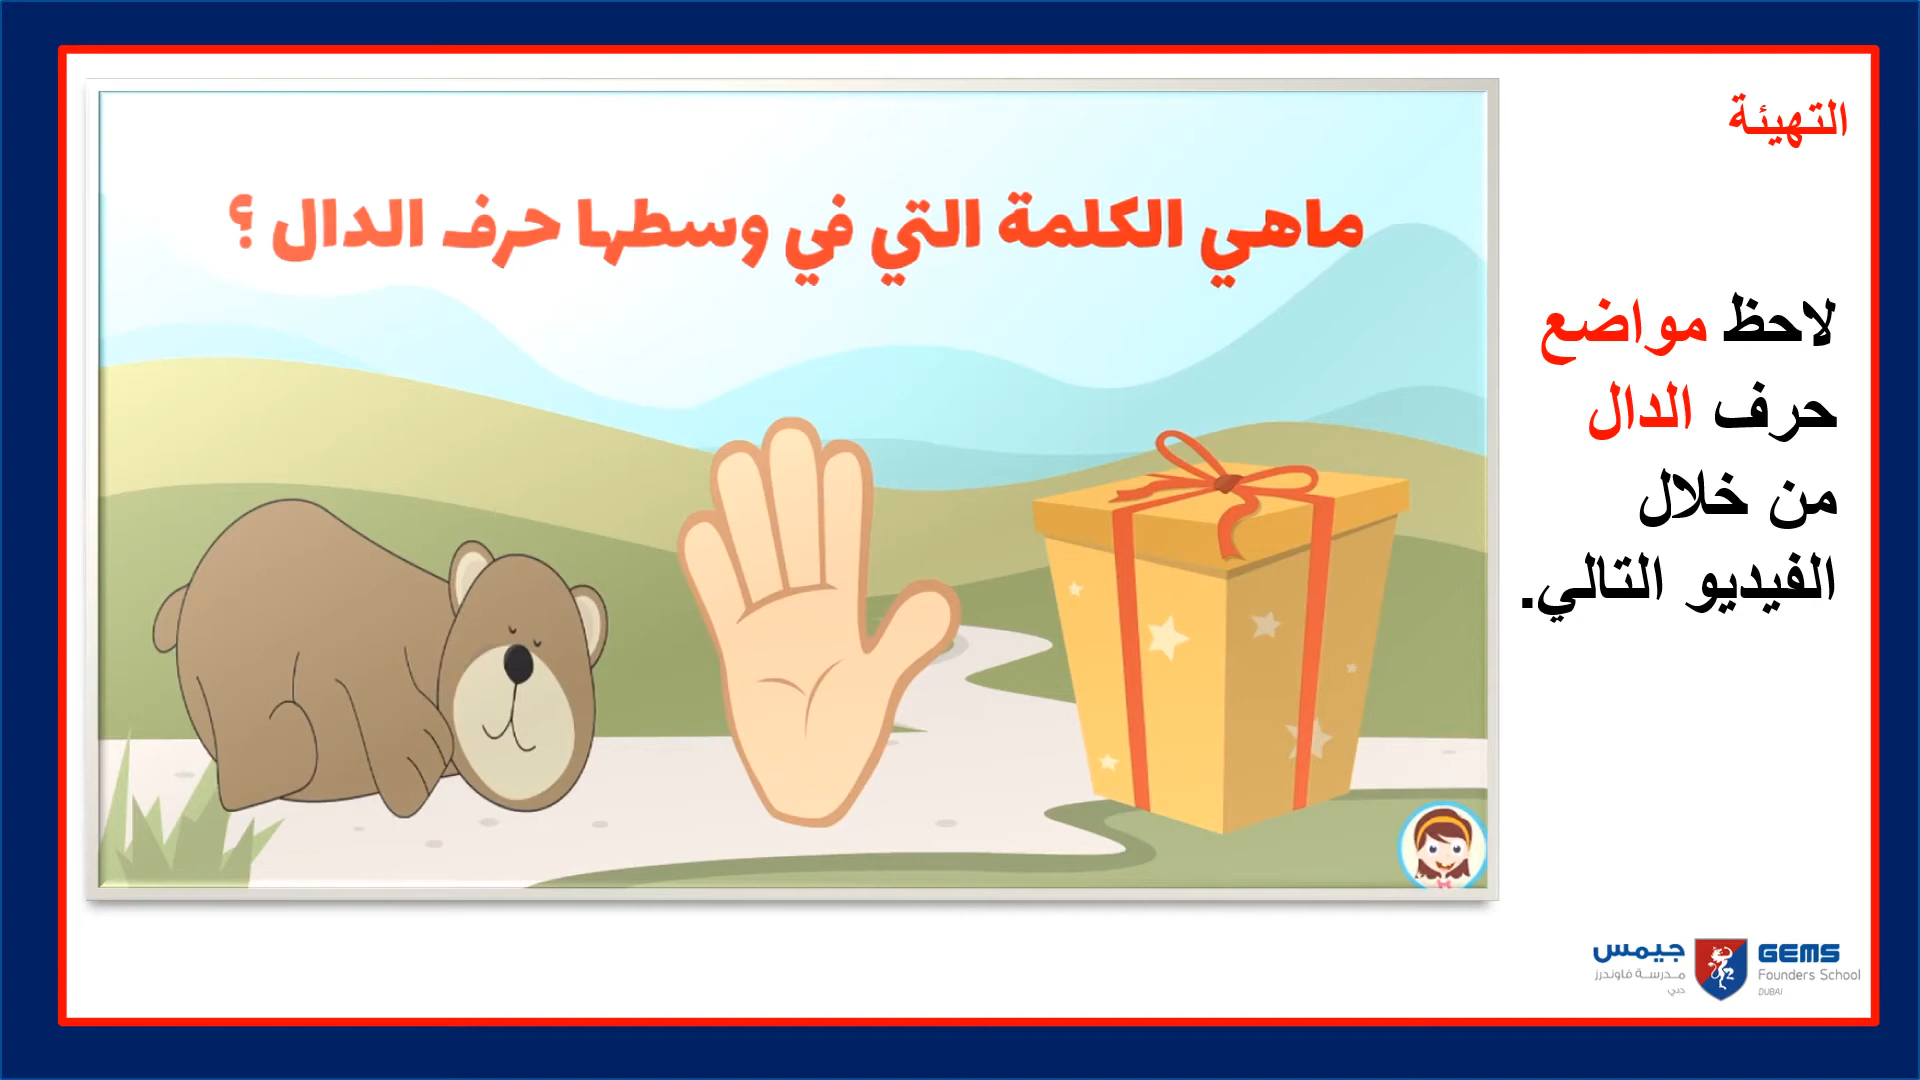 التهيئة
ماهي الكلمة التي في وسطها حرف الدال ؟
لاحظ مواضع
حرف الدال
من خلال
الفيديو التالي.
جيمس
مدرسة فاوندرز
دبي
GEMS
Founders School
DUBAI